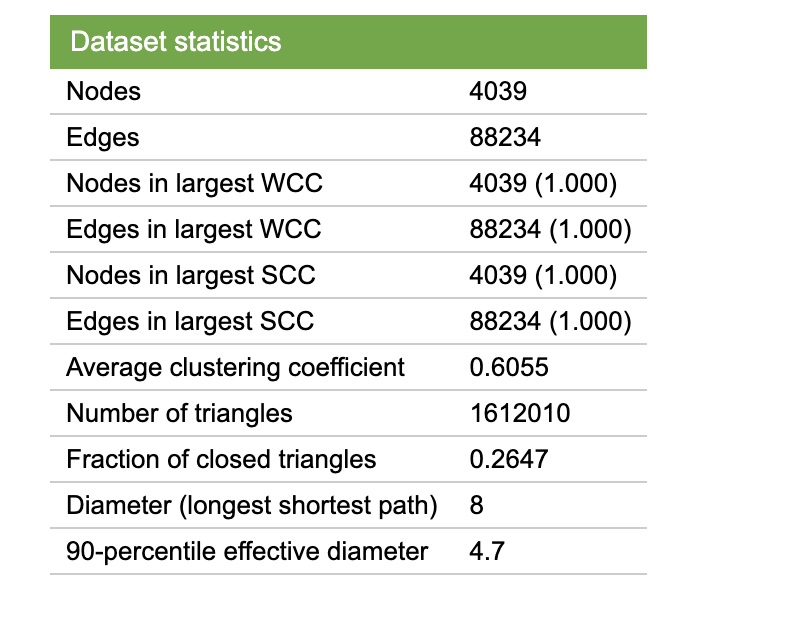 Dataset statistics
Nodes 4039
Edges 88234
Nodes in largest WCC 4039 (1.000)
Edges in largest WCC 88234 (1.000)
Nodes in largest SCC 4039 (1.000)
Edges in largest SCC 88234 (1.000)
Average clustering coefficient 0.6055
Number of triangles 1612010
Fraction of closed triangles 0.2647
Diameter (longest shortest path) 8
90-percentile effective diameter 4.7